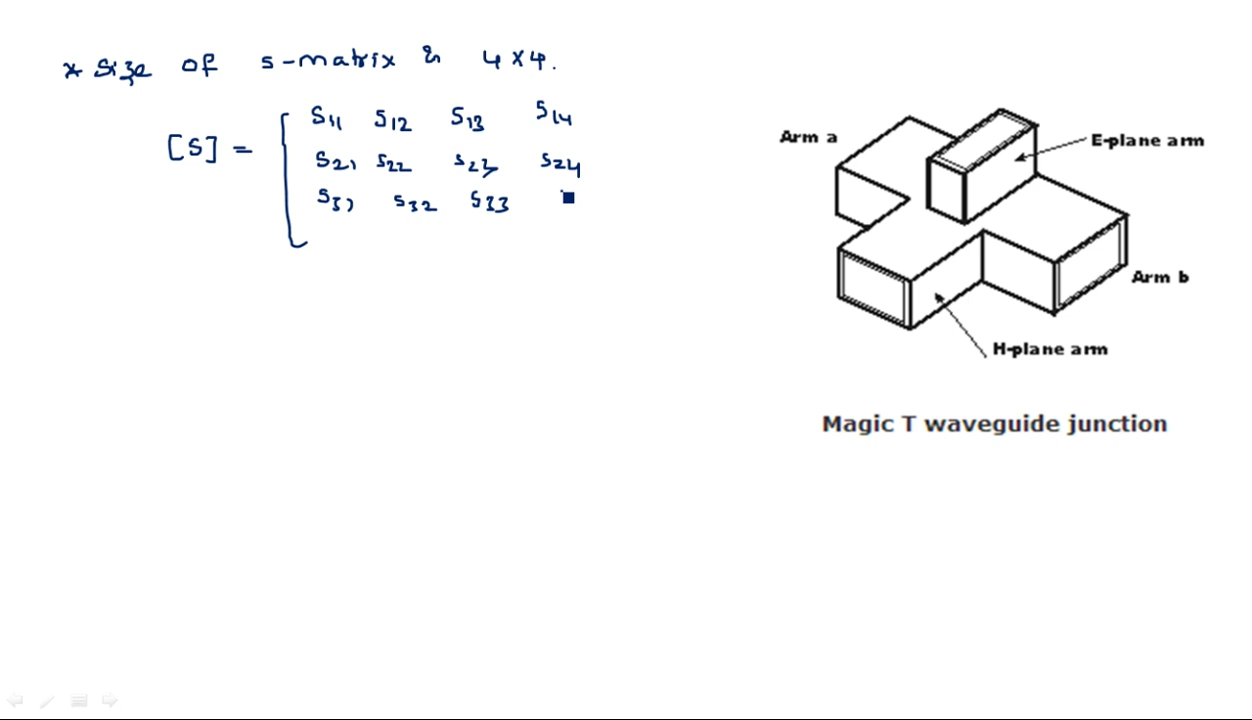 * Size of s-matrix is 4x4.
S11 S12 S13 S14
[S] =
S21 S22 S23 S24
S31 S32 S33
Arm a
E-plane arm
Arm b
H-plane arm
Magic T waveguide junction